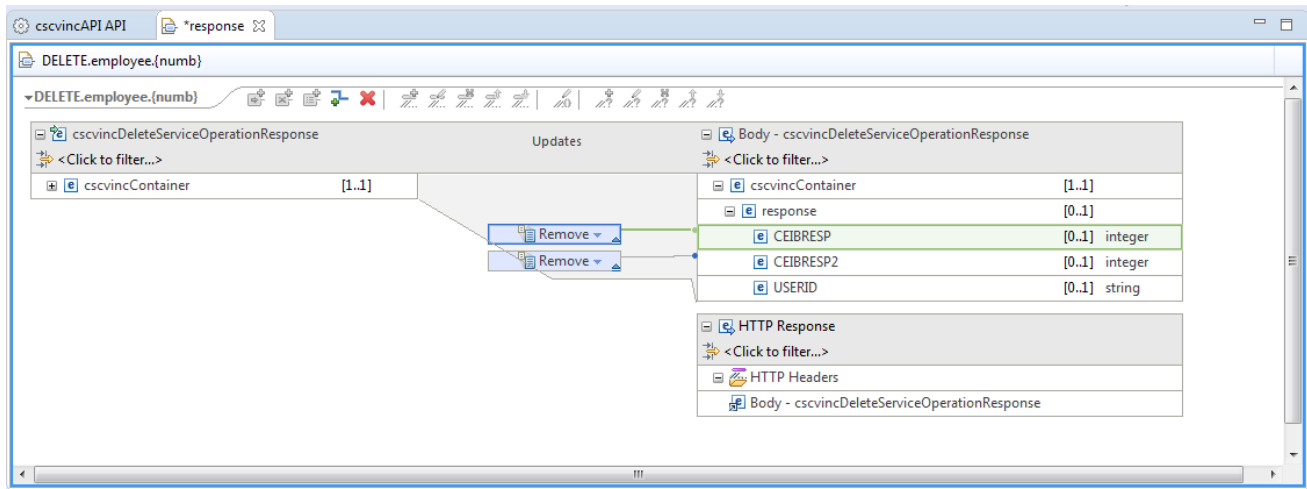 cscvincAPI API *response
DELETE.employee.{numb}
DELETE.employee.{numb}
cscvincDeleteServiceOperationResponse Updates Body - cscvincDeleteServiceOperationResponse
<Click to filter...> <Click to filter...>
cscvincContainer [1..1] cscvincContainer [1..1]
response [0..1]
Remove CEIBRESP [0..1] integer
Remove CEIBRESP2 [0..1] integer
USERID [0..1] string
HTTP Response
<Click to filter...>
HTTP Headers
Body - cscvincDeleteServiceOperationResponse